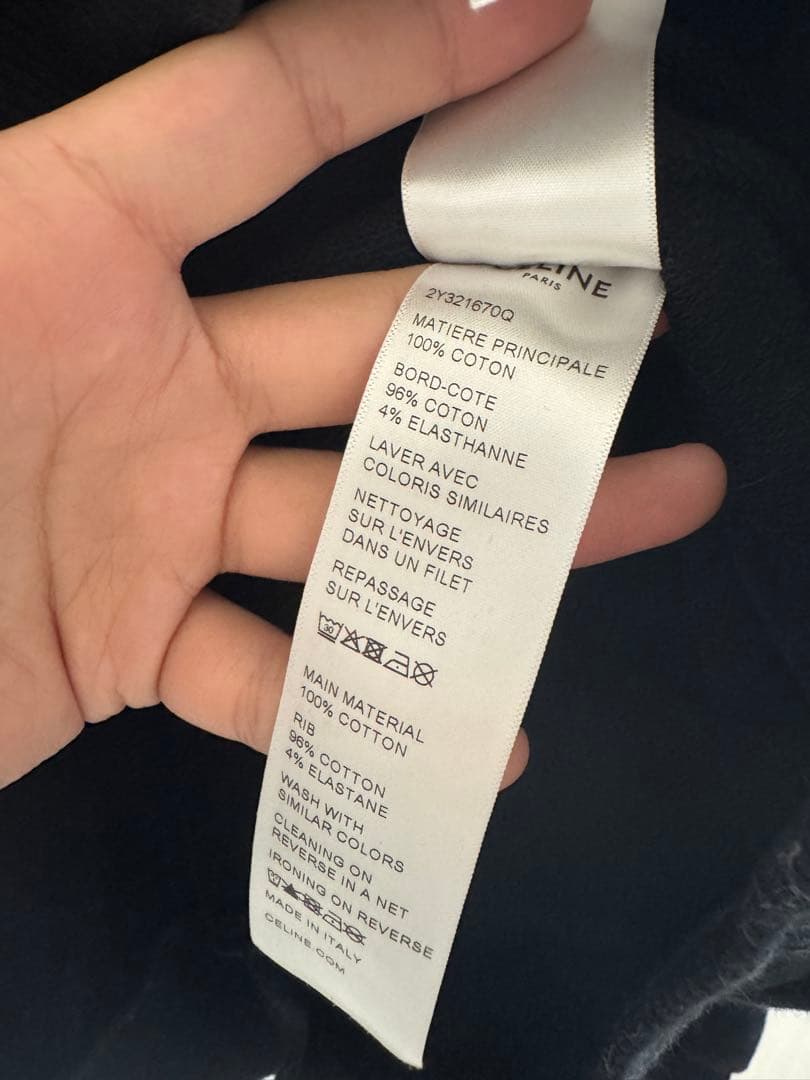 CELINE
PARIS
2Y321670Q
MATIERE PRINCIPALE
100% COTON
BORD-COTE
96% COTON
4% ELASTHANNE
LAVER AVEC
COLORIS SIMILAIRES
NETTOYAGE
SUR L'ENVERS
DANS UN FILET
REPASSAGE
SUR L'ENVERS
30
MAIN MATERIAL
100% COTTON
RIB
96% COTTON
4% ELASTANE
WASH WITH
SIMILAR COLORS
CLEANING ON
REVERSE IN A NET
IRONING ON REVERSE
30
MADE IN ITALY
CELINE.COM